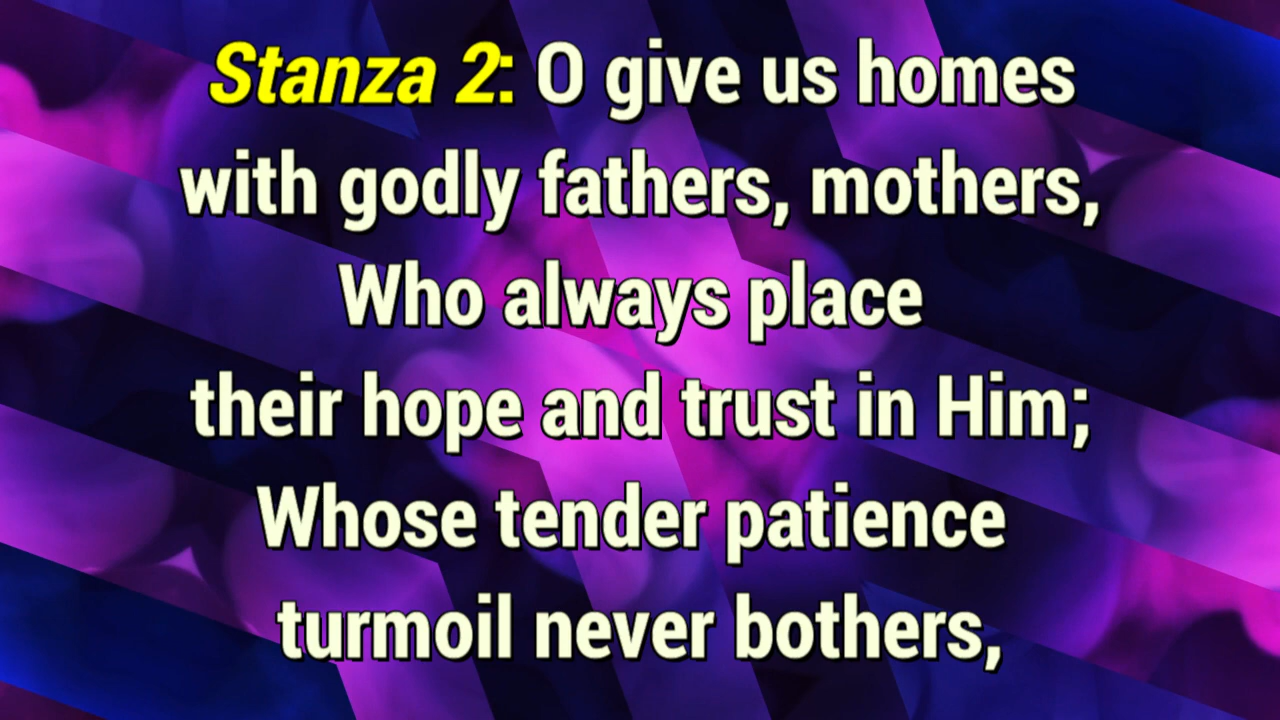 Stanza 2: O give us homes
with godly fathers, mothers,
Who always place
their hope and trust in Him;
Whose tender patience
turmoil never bothers,